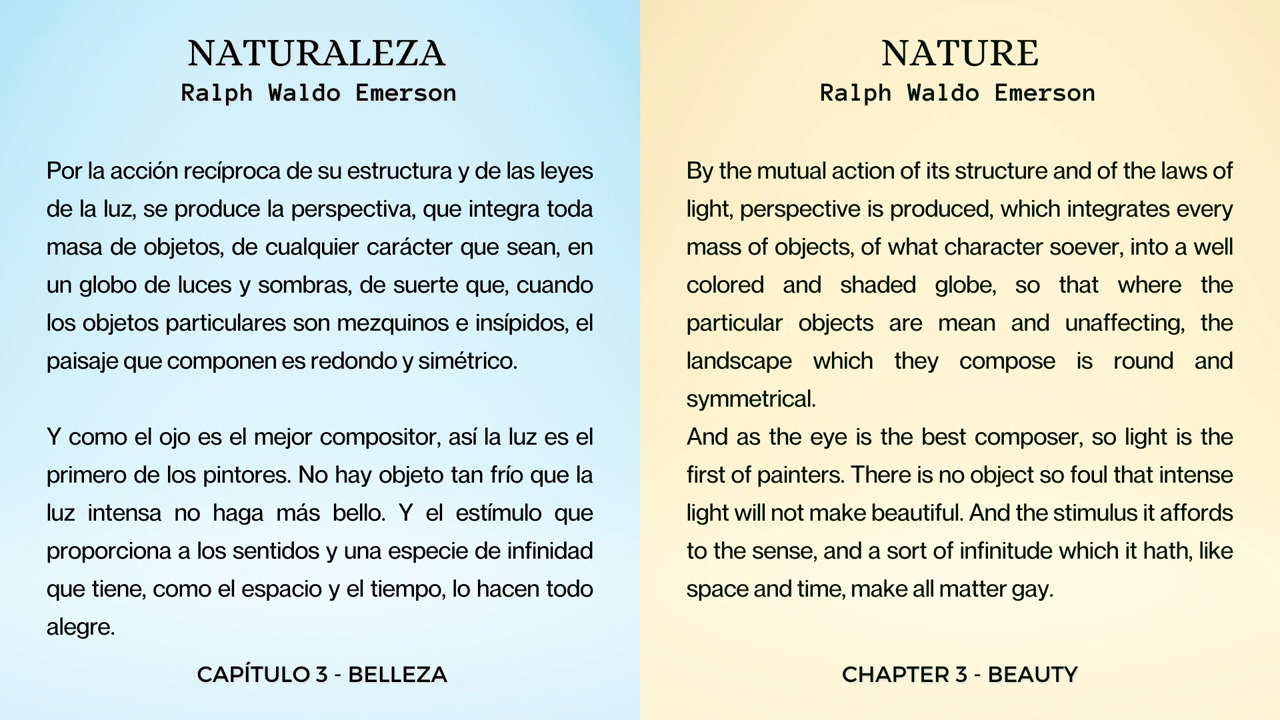 NATURALEZA
Ralph Waldo Emerson
Por la acción recíproca de su estructura y de las leyes
de la luz, se produce la perspectiva, que integra toda
masa de objetos, de cualquier carácter que sean, en
un globo de luces y sombras, de suerte que, cuando
los objetos particulares son mezquinos e insípidos, el
paisaje que componen es redondo y simétrico.
Y como el ojo es el mejor compositor, así la luz es el
primero de los pintores. No hay objeto tan frío que la
luz intensa no haga más bello. Y el estímulo que
proporciona a los sentidos y una especie de infinidad
que tiene, como el espacio y el tiempo, lo hacen todo
alegre.
CAPÍTULO 3 - BELLEZA
NATURE
Ralph Waldo Emerson
By the mutual action of its structure and of the laws of
light, perspective is produced, which integrates every
mass of objects, of what character soever, into a well
colored and shaded globe, so that where the
particular objects are mean and unaffecting, the
landscape which they compose is round and
symmetrical.
And as the eye is the best composer, so light is the
first of painters. There is no object so foul that intense
light will not make beautiful. And the stimulus it affords
to the sense, and a sort of infinitude which it hath, like
space and time, make all matter gay.
CHAPTER 3 - BEAUTY